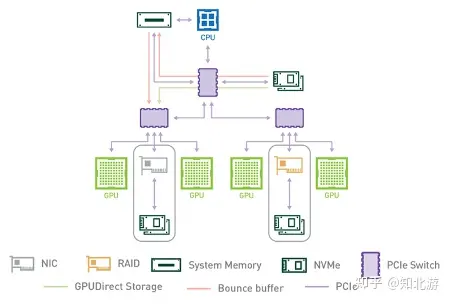 CPU
GPU
GPU
GPU
GPU
NIC
RAID
System Memory
NVMe
PCIe Switch
GPUDirect Storage
Bounce buffer
PCIe
知乎 @知北游